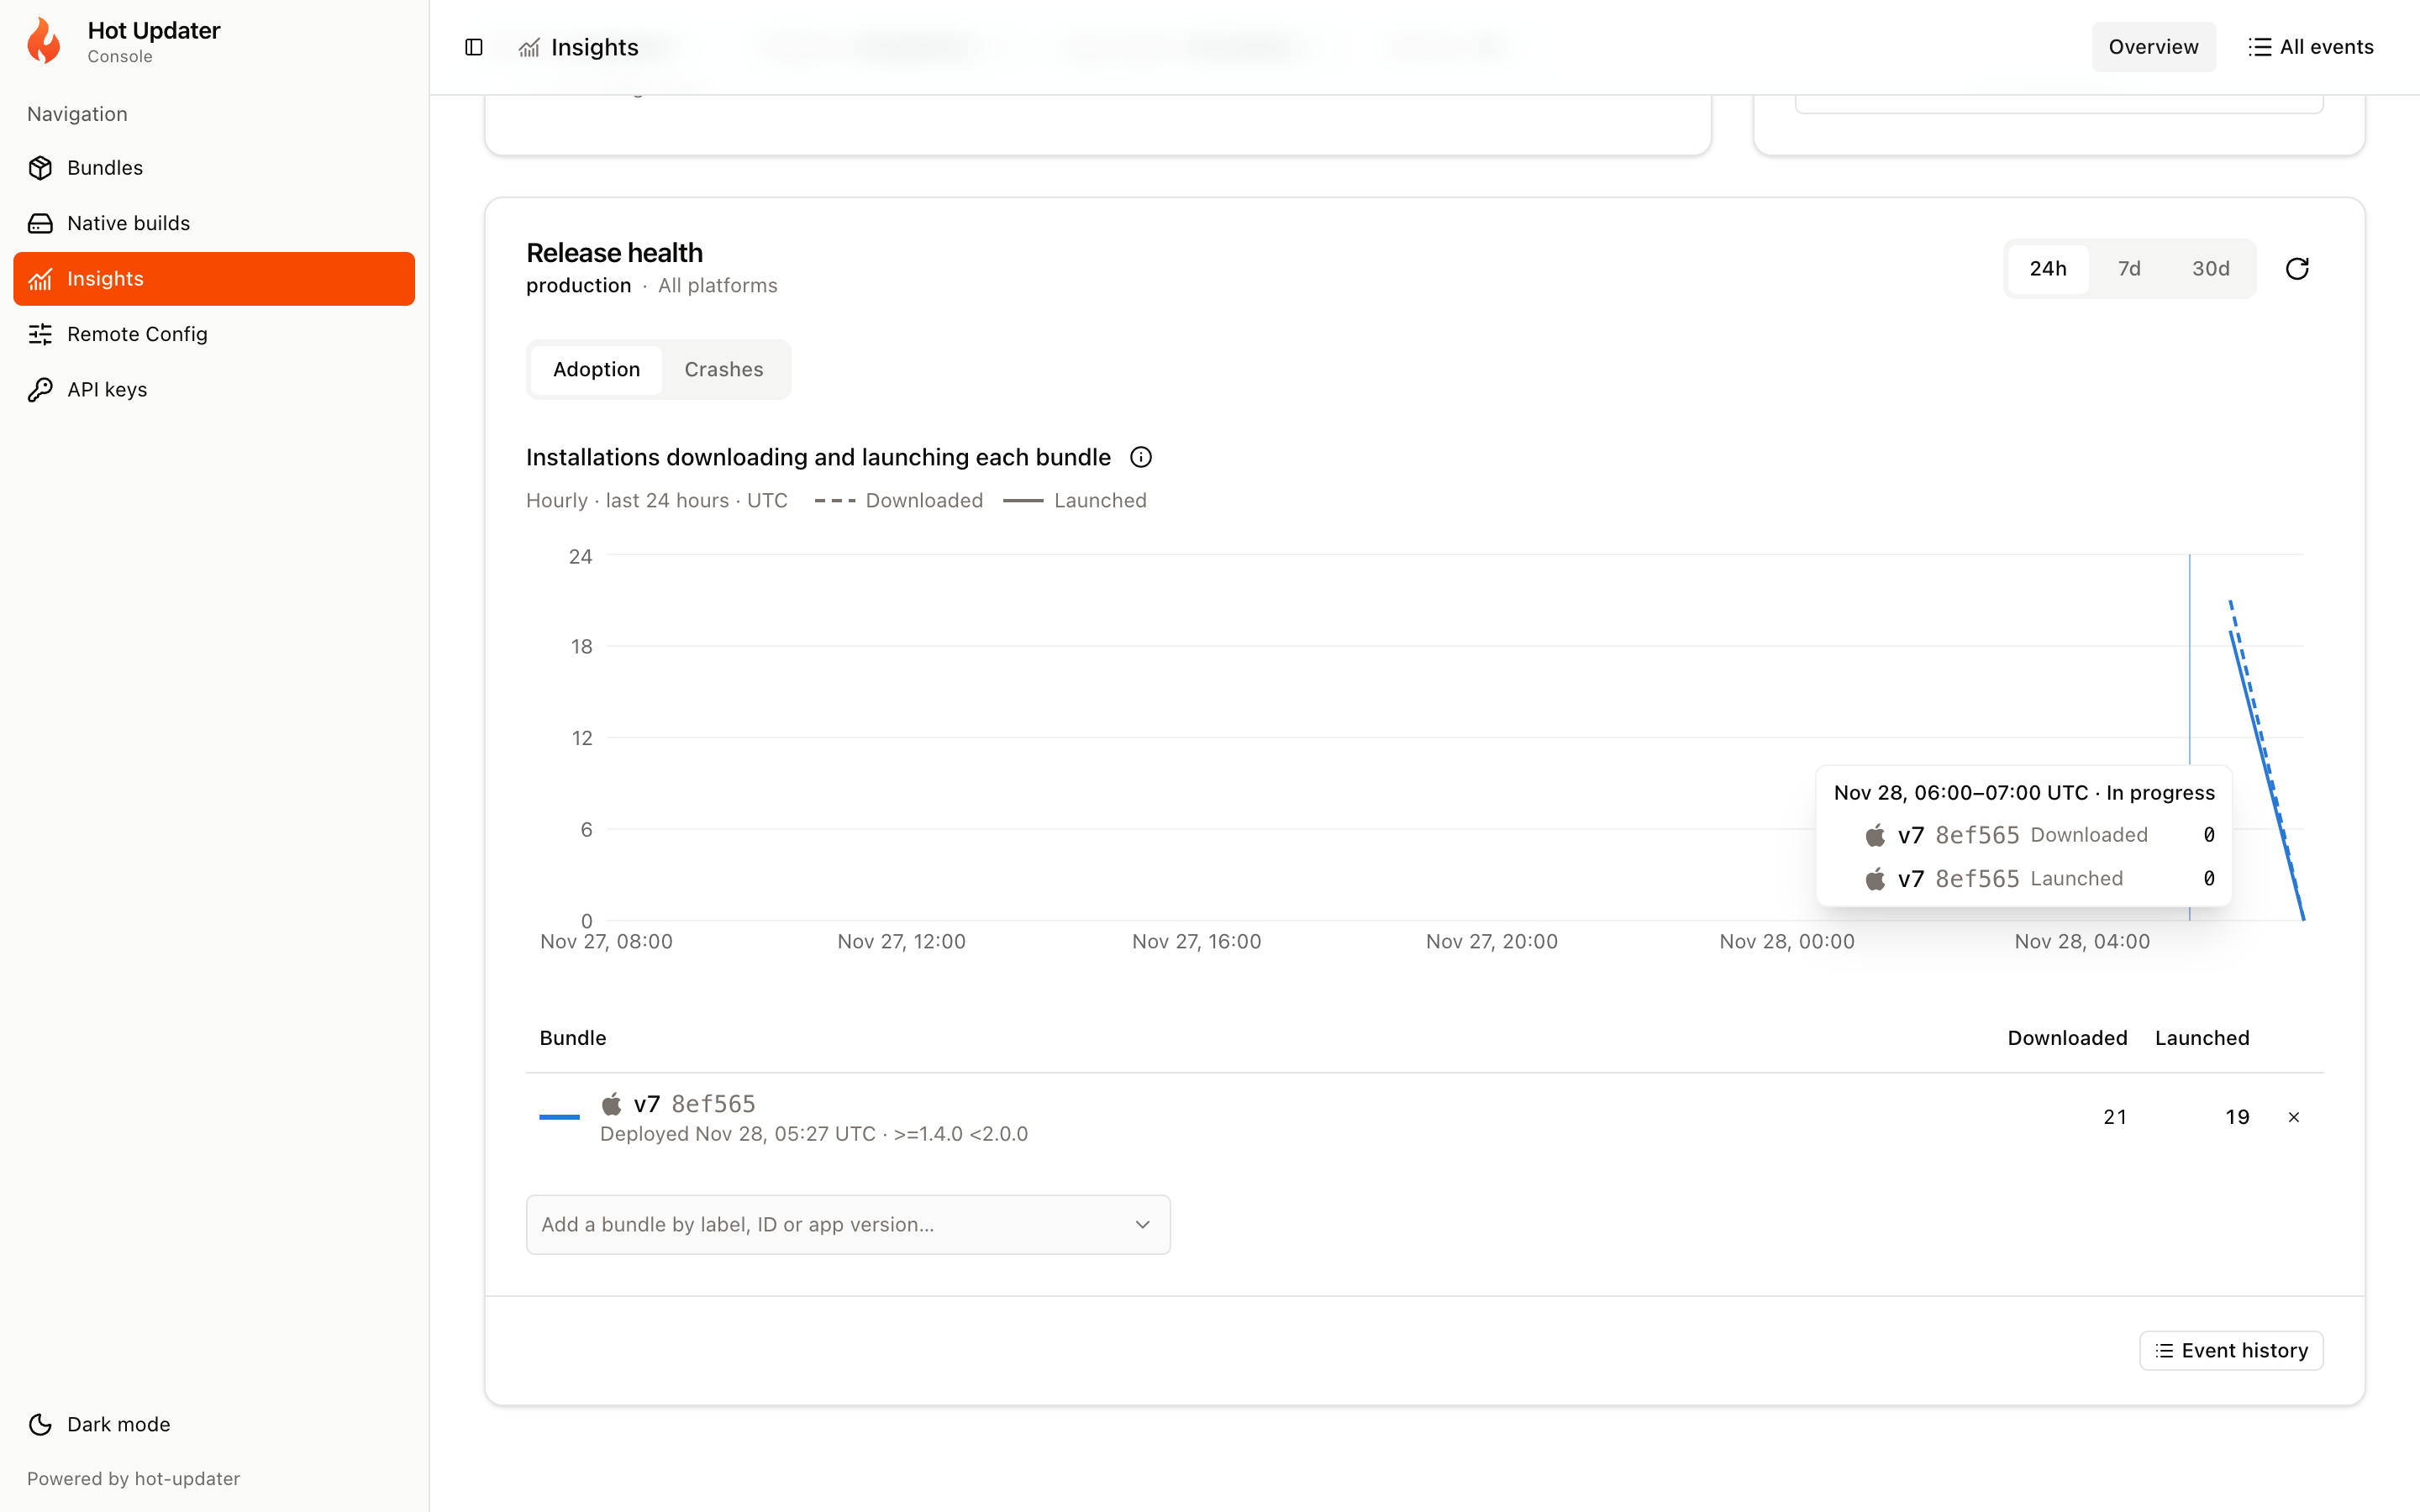 Hot Updater
Console
Navigation
Bundles
Native builds
Insights
Remote Config
API keys
Dark mode
Powered by hot-updater
Insights
Overview
All events
Release health
production · All platforms
24h 7d 30d
Adoption Crashes
Installations downloading and launching each bundle
Hourly · last 24 hours · UTC Downloaded Launched
24
18
12
6
0
Nov 27, 08:00 Nov 27, 12:00 Nov 27, 16:00 Nov 27, 20:00 Nov 28, 00:00 Nov 28, 04:00
Nov 28, 06:00–07:00 UTC · In progress
v7 8ef565 Downloaded 0
v7 8ef565 Launched 0
Bundle Downloaded Launched
v7 8ef565 21 19
Deployed Nov 28, 05:27 UTC · >=1.4.0 <2.0.0
Add a bundle by label, ID or app version...
Event history